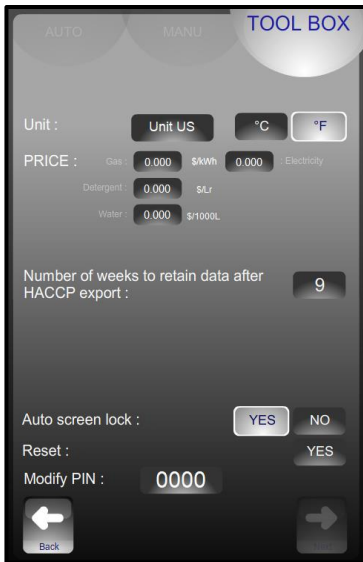 AUTO MANU TOOL BOX
Unit : Unit US °C °F
PRICE : Gas : 0.000 $/kWh 0.000 : Electricity
Detergent : 0.000 $/Lr
Water : 0.000 $/1000L
Number of weeks to retain data after
HACCP export : 9
Auto screen lock : YES NO
Reset : YES
Modify PIN : 0000
Back